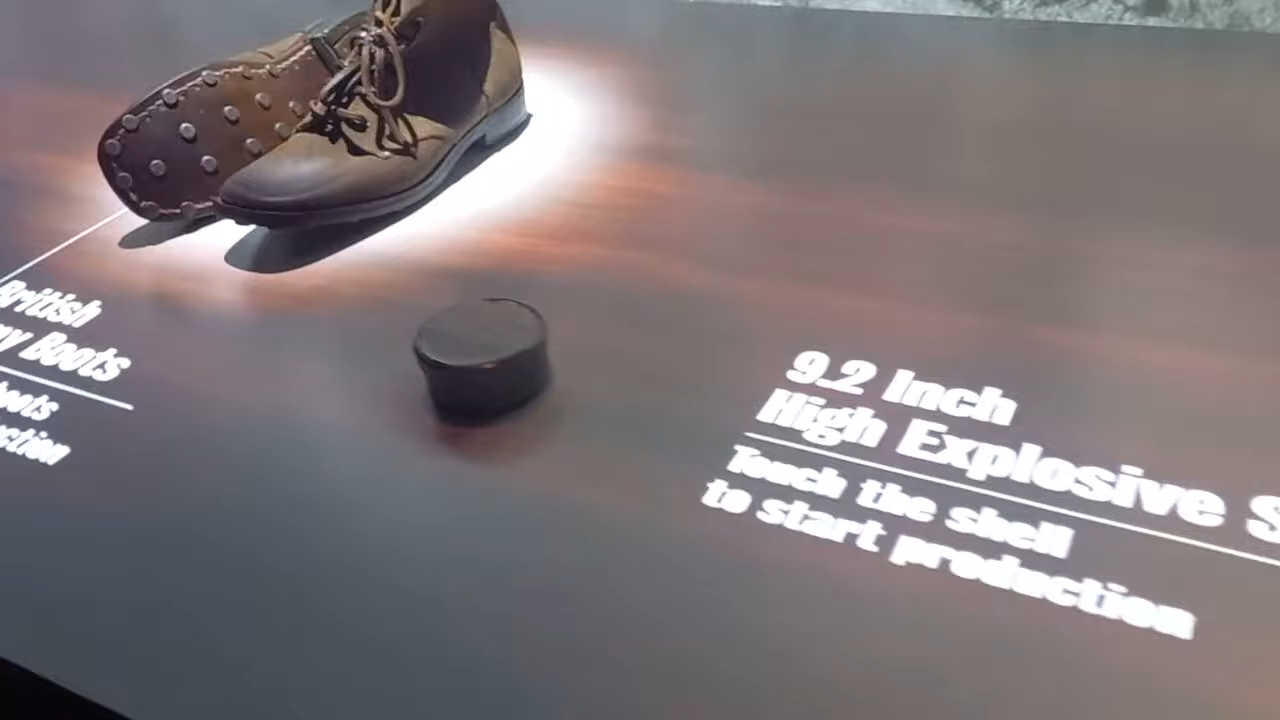 British
Boots
9.2 Inch
High Explosive
Touch the shell
to start production